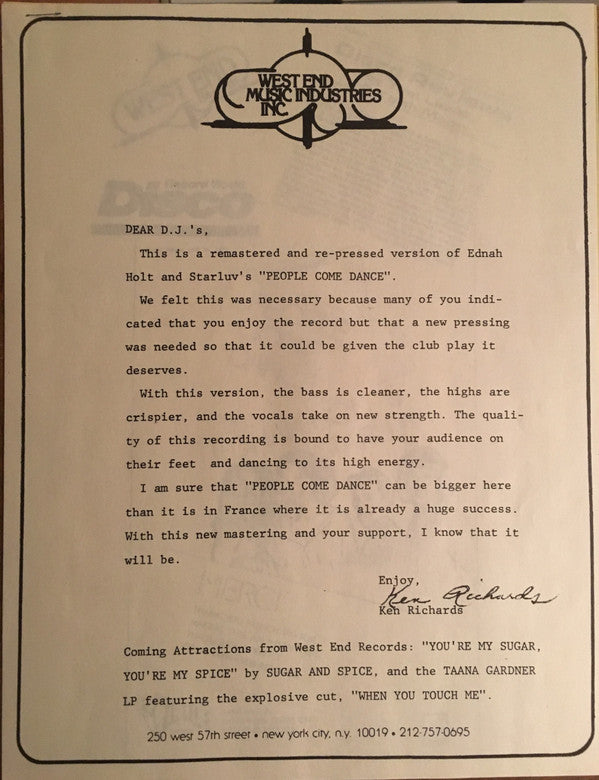 WEST END
MUSIC INDUSTRIES
INC.
DEAR D.J.'s,
This is a remastered and re-pressed version of Ednah
Holt and Starluv's "PEOPLE COME DANCE".
We felt this was necessary because many of you indi-
cated that you enjoy the record but that a new pressing
was needed so that it could be given the club play it
deserves.
With this version, the bass is cleaner, the highs are
crispier, and the vocals take on new strength. The quali-
ty of this recording is bound to have your audience on
their feet and dancing to its high energy.
I am sure that "PEOPLE COME DANCE" can be bigger here
than it is in France where it is already a huge success.
With this new mastering and your support, I know that it
will be.
Enjoy,
Ken Richards
Ken Richards
Coming Attractions from West End Records: "YOU'RE MY SUGAR,
YOU'RE MY SPICE" by SUGAR AND SPICE, and the TAANA GARDNER
LP featuring the explosive cut, "WHEN YOU TOUCH ME".
250 west 57th street • new york city, n.y. 10019 • 212-757-0695